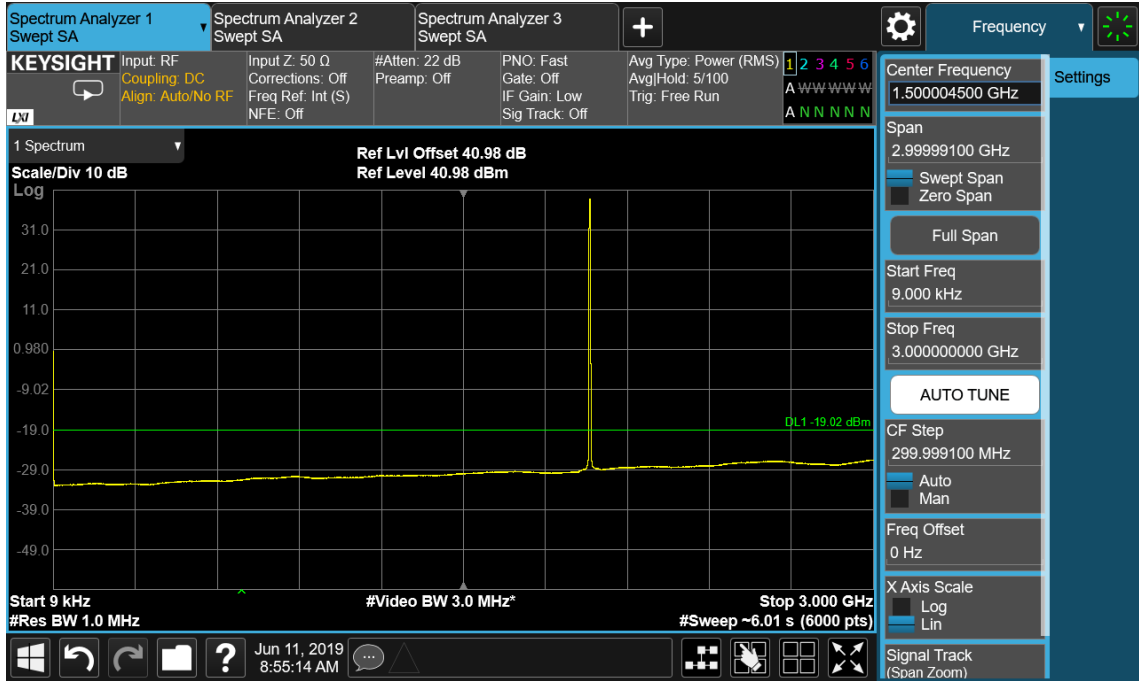 Spectrum Analyzer 1
Swept SA
Spectrum Analyzer 2
Swept SA
Spectrum Analyzer 3
Swept SA
Frequency
KEYSIGHT
LXI
Input: RF
Coupling: DC
Align: Auto/No RF
Input Z: 50 Ω
Corrections: Off
Freq Ref: Int (S)
NFE: Off
#Atten: 22 dB
Preamp: Off
PNO: Fast
Gate: Off
IF Gain: Low
Sig Track: Off
Avg Type: Power (RMS)
Avg|Hold: 5/100
Trig: Free Run
1 2 3 4 5 6
A W W W W W
A N N N N N
1 Spectrum
Scale/Div 10 dB
Log
Ref Lvl Offset 40.98 dB
Ref Level 40.98 dBm
31.0
21.0
11.0
0.980
-9.02
-19.0
-29.0
-39.0
-49.0
DL1 -19.02 dBm
Start 9 kHz
#Res BW 1.0 MHz
#Video BW 3.0 MHz*
Stop 3.000 GHz
#Sweep ~6.01 s (6000 pts)
Center Frequency
1.500004500 GHz
Span
2.99999100 GHz
Swept Span
Zero Span
Full Span
Start Freq
9.000 kHz
Stop Freq
3.000000000 GHz
AUTO TUNE
CF Step
299.999100 MHz
Auto
Man
Freq Offset
0 Hz
X Axis Scale
Log
Lin
Signal Track
(Span Zoom)
Settings
?
Jun 11, 2019
8:55:14 AM